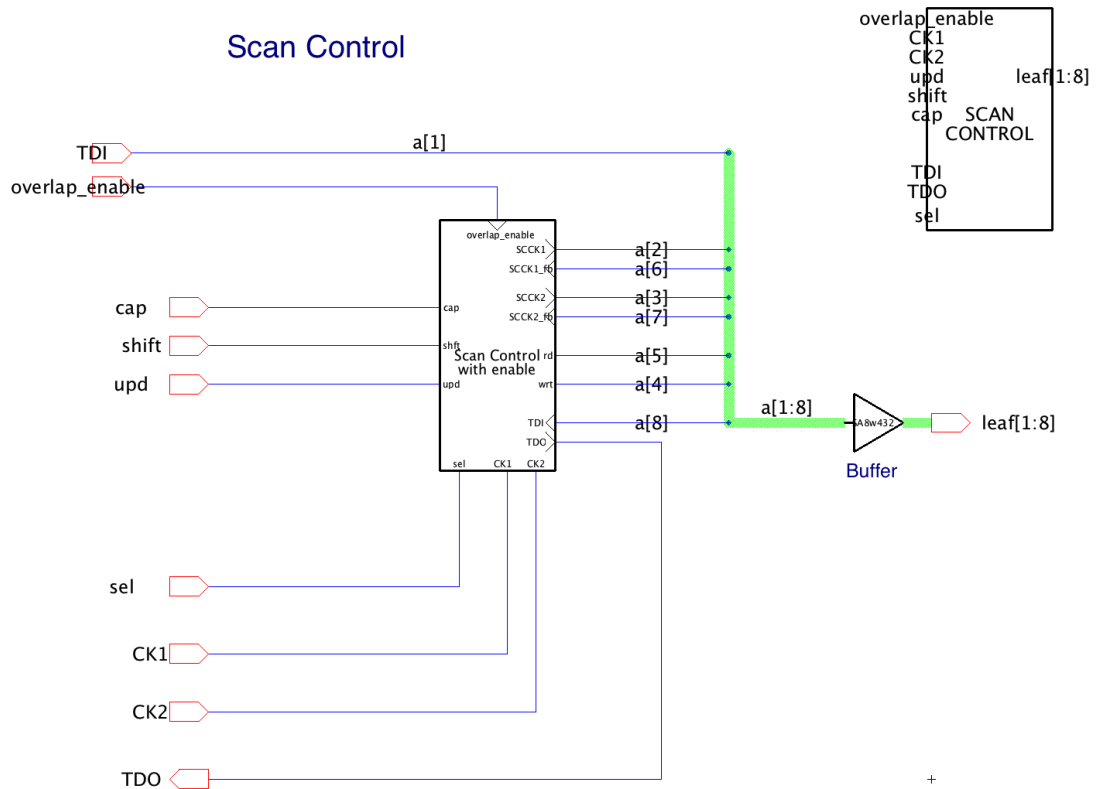 overlap_enable
CK1
CK2
upd
leaf[1:8]
shift
cap
SCAN
CONTROL
TDI
TDO
sel
Scan Control
TDI
a[1]
overlap_enable
overlap_enable
SCCK1
a[2]
SCCK1_fb
a[6]
SCCK2
a[3]
cap
cap
SCCK2_fb
a[7]
shift
shft
Scan Control
with enable
rd
a[5]
upd
upd
wrt
a[4]
a[1:8]
TDI
a[8]
leaf[1:8]
TDO
sel
CK1
CK2
Buffer
sel
CK1
CK2
TDO